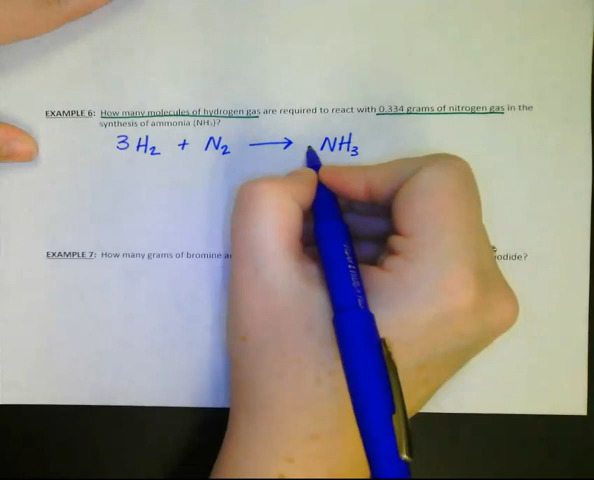 EXAMPLE 6: How many molecules of hydrogen gas are required to react with 0.334 grams of nitrogen gas in the
synthesis of ammonia (NH₃)?
3 H₂ + N₂ → NH₃
EXAMPLE 7: How many grams of bromine iodide?